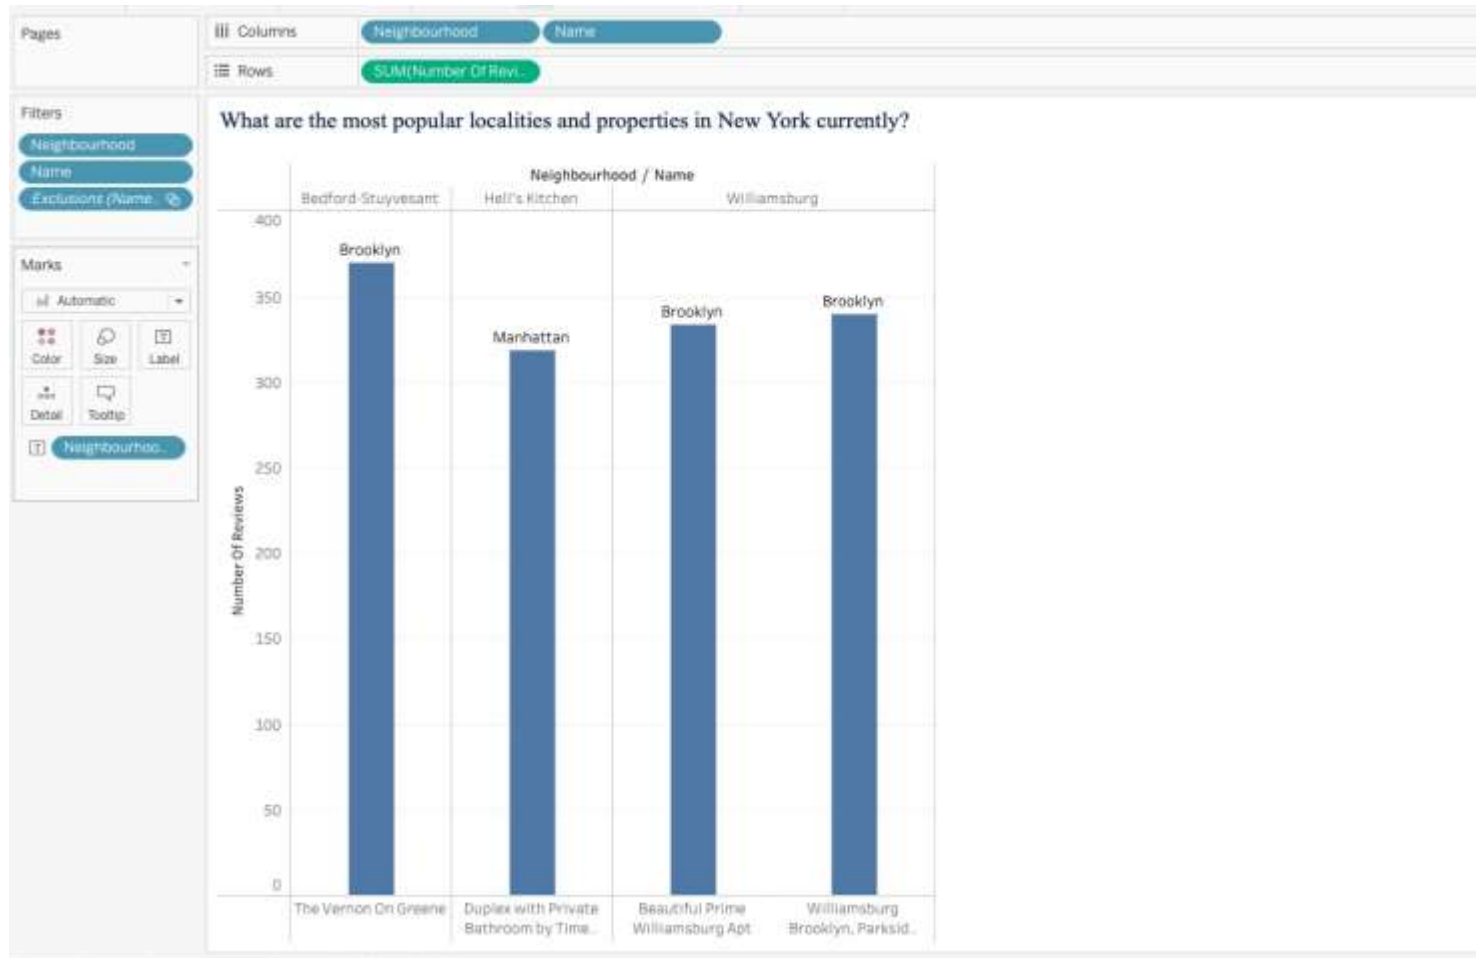 Pages
Columns
Neighbourhood
Name
Rows
SUM(Number Of Revi..
Filters
Neighbourhood
Name
Exclusions (Name..
Marks
Automatic
Color
Size
Label
Detail
Tooltip
Neighbourhoo..
What are the most popular localities and properties in New York currently?
Neighbourhood / Name
Bedford-Stuyvesant
Hell's Kitchen
Williamsburg
400
350
300
250
200
150
100
50
0
Number Of Reviews
Brooklyn
Manhattan
Brooklyn
Brooklyn
The Vernon On Greene
Duplex with Private
Bathroom by Time..
Beautiful Prime
Williamsburg Apt
Williamsburg
Brooklyn, Parksid..